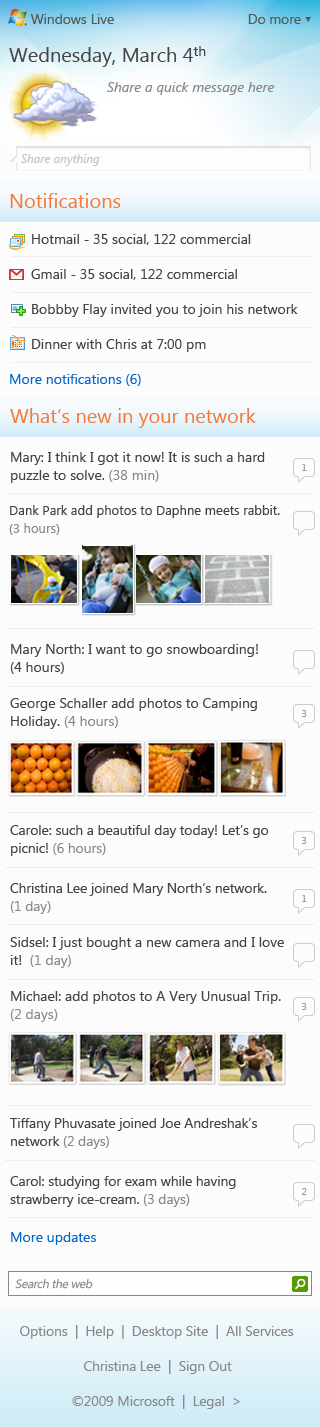 Windows Live
Do more ▾
Wednesday, March 4th
Share a quick message here
Share anything
Notifications
Hotmail - 35 social, 122 commercial
Gmail - 35 social, 122 commercial
Bobbby Flay invited you to join his network
Dinner with Chris at 7:00 pm
More notifications (6)
What's new in your network
Mary: I think I got it now! It is such a hard
puzzle to solve. (38 min)
1
Dank Park add photos to Daphne meets rabbit.
(3 hours)
Mary North: I want to go snowboarding!
(4 hours)
George Schaller add photos to Camping
Holiday. (4 hours)
3
Carole: such a beautiful day today! Let's go
picnic! (6 hours)
3
Christina Lee joined Mary North's network.
(1 day)
1
Sidsel: I just bought a new camera and I love
it! (1 day)
Michael: add photos to A Very Unusual Trip.
(2 days)
3
Tiffany Phuvasate joined Joe Andreshak's
network (2 days)
Carol: studying for exam while having
strawberry ice-cream. (3 days)
2
More updates
Search the web
Options | Help | Desktop Site | All Services
Christina Lee | Sign Out
©2009 Microsoft | Legal >